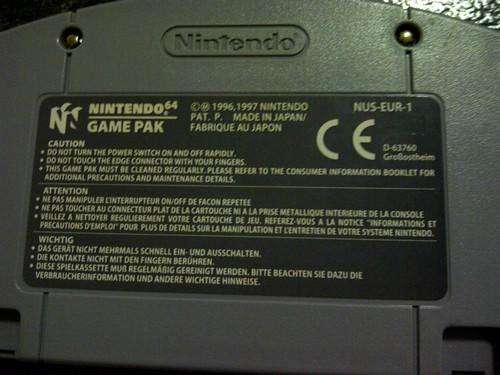 Nintendo
NINTENDO 64
GAME PAK
©Ⓜ 1996,1997 NINTENDO
PAT. P. MADE IN JAPAN/
FABRIQUE AU JAPON
NUS-EUR-1
CE
D-63760
Großostheim
CAUTION
• DO NOT TURN THE POWER SWITCH ON AND OFF RAPIDLY.
• DO NOT TOUCH THE EDGE CONNECTOR WITH YOUR FINGERS.
• THIS GAME PAK MUST BE CLEANED REGULARLY. PLEASE REFER TO THE CONSUMER INFORMATION BOOKLET FOR
ADDITIONAL PRECAUTIONS AND MAINTENANCE DETAILS.
ATTENTION
• NE PAS MANIPULER L'INTERRUPTEUR ON/OFF DE FACON REPETEE
• NE PAS TOUCHER AU CONNECTEUR PLAT DE LA CARTOUCHE NI A LA PRISE METALLIQUE INTERIEURE DE LA CONSOLE
• VEILLEZ A NETTOYER REGULIEREMENT VOTRE CARTOUCHE DE JEU. REFEREZ-VOUS A LA NOTICE "INFORMATIONS ET
PRECAUTIONS D'EMPLOI" POUR PLUS DE DETAILS SUR LA MANIPULATION ET L'ENTRETIEN DE VOTRE SYSTEME NINTENDO.
WICHTIG
• DAS GERÄT NICHT MEHRMALS SCHNELL EIN- UND AUSSCHALTEN.
• DIE KONTAKTE NICHT MIT DEN FINGERN BERÜHREN.
• DIESE SPIELKASSETTE MUß REGELMÄßIG GEREINIGT WERDEN. BITTE BEACHTEN SIE DAZU DIE
VERBRAUCHERINFORMATION UND ANDERE WICHTIGE HINWEISE.